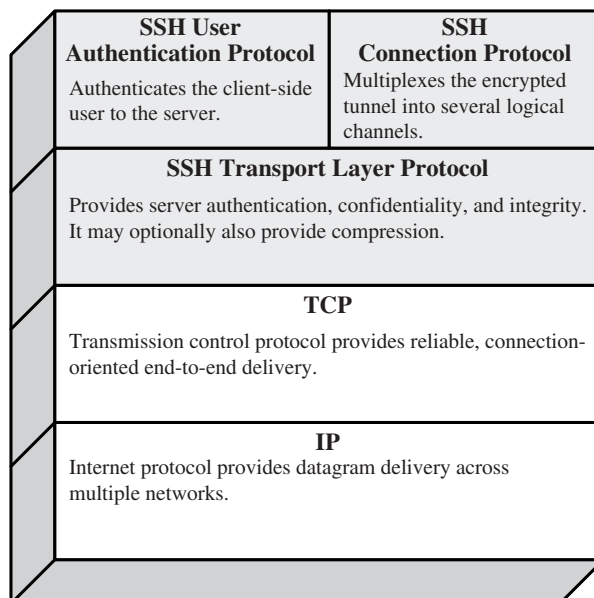 SSH User
Authentication Protocol
Authenticates the client-side
user to the server.
SSH
Connection Protocol
Multiplexes the encrypted
tunnel into several logical
channels.
SSH Transport Layer Protocol
Provides server authentication, confidentiality, and integrity.
It may optionally also provide compression.
TCP
Transmission control protocol provides reliable, connection-
oriented end-to-end delivery.
IP
Internet protocol provides datagram delivery across
multiple networks.